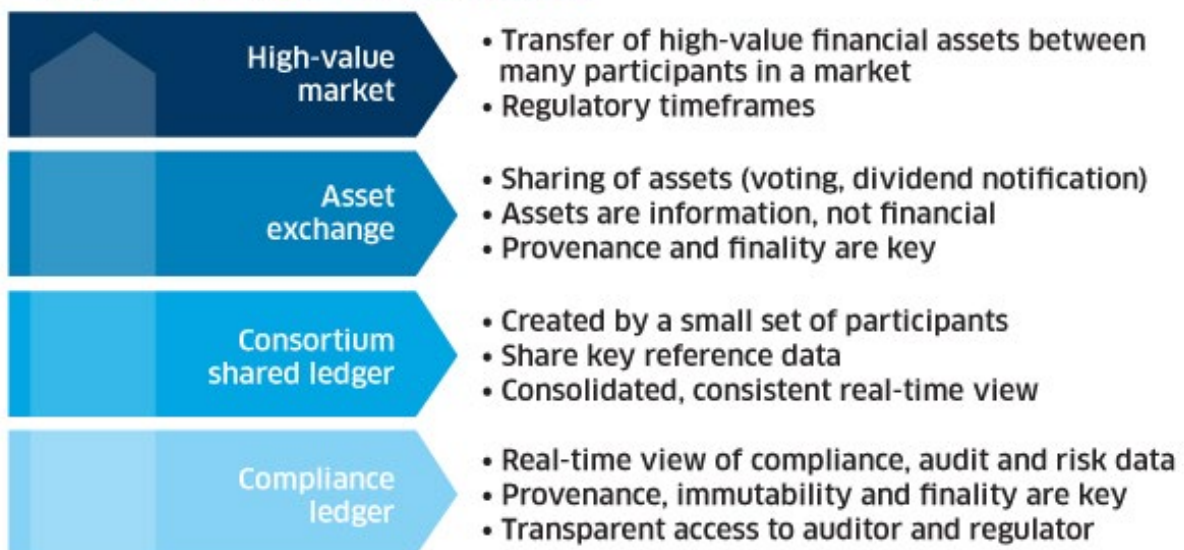 High-value
market
• Transfer of high-value financial assets between
many participants in a market
• Regulatory timeframes
Asset
exchange
• Sharing of assets (voting, dividend notification)
• Assets are information, not financial
• Provenance and finality are key
Consortium
shared ledger
• Created by a small set of participants
• Share key reference data
• Consolidated, consistent real-time view
Compliance
ledger
• Real-time view of compliance, audit and risk data
• Provenance, immutability and finality are key
• Transparent access to auditor and regulator